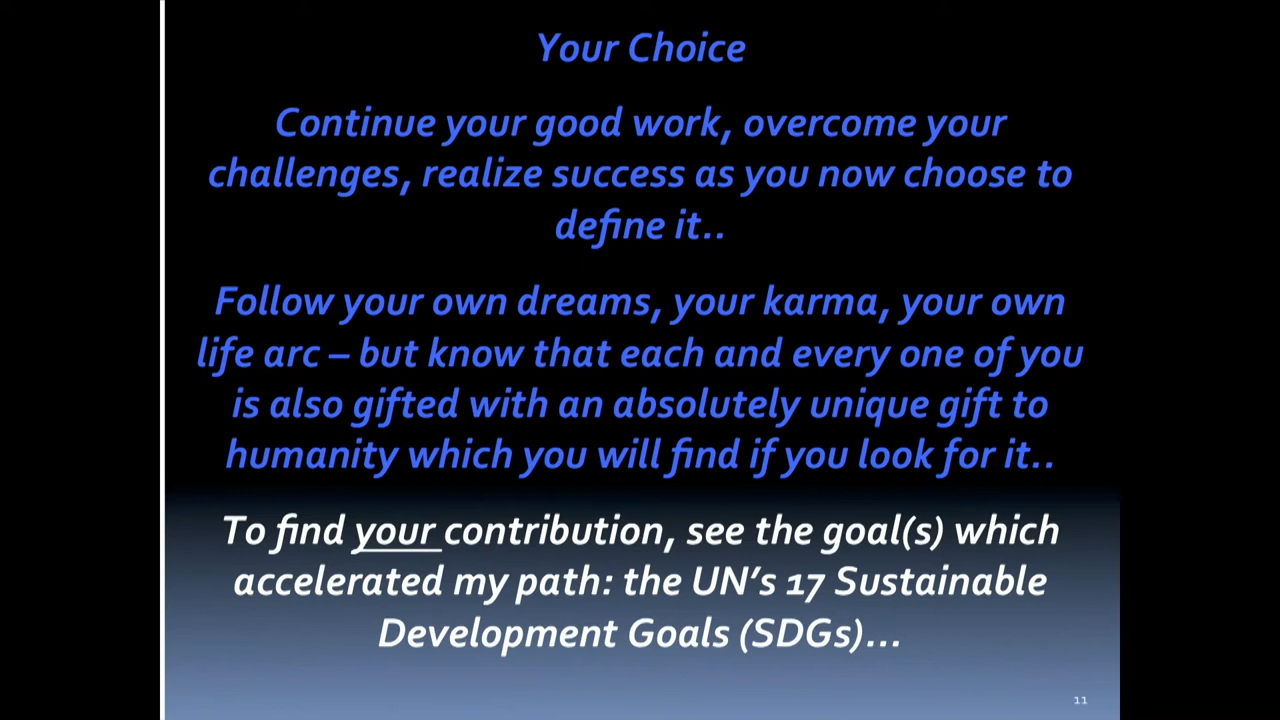 Your Choice
Continue your good work, overcome your
challenges, realize success as you now choose to
define it..
Follow your own dreams, your karma, your own
life arc – but know that each and every one of you
is also gifted with an absolutely unique gift to
humanity which you will find if you look for it..
To find your contribution, see the goal(s) which
accelerated my path: the UN’s 17 Sustainable
Development Goals (SDGs)...
11